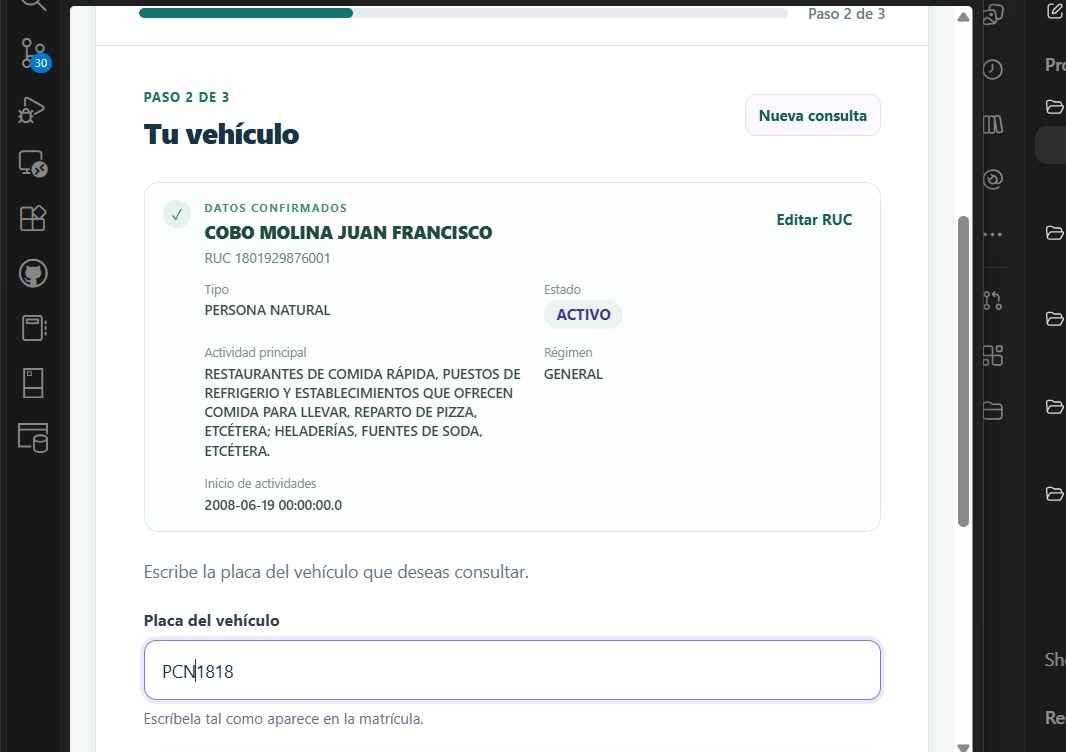 Paso 2 de 3
30
PASO 2 DE 3
Tu vehículo
Nueva consulta
DATOS CONFIRMADOS
COBO MOLINA JUAN FRANCISCO
Editar RUC
RUC 1801929876001
Tipo
Estado
PERSONA NATURAL
ACTIVO
Actividad principal
Régimen
RESTAURANTES DE COMIDA RÁPIDA, PUESTOS DE
GENERAL
REFRIGERIO Y ESTABLECIMIENTOS QUE OFRECEN
COMIDA PARA LLEVAR, REPARTO DE PIZZA,
ETCÉTERA; HELADERÍAS, FUENTES DE SODA,
ETCÉTERA.
Inicio de actividades
2008-06-19 00:00:00.0
Escribe la placa del vehículo que deseas consultar.
Placa del vehículo
PCN1818
Escríbela tal como aparece en la matrícula.
Pro
Sho
Rec